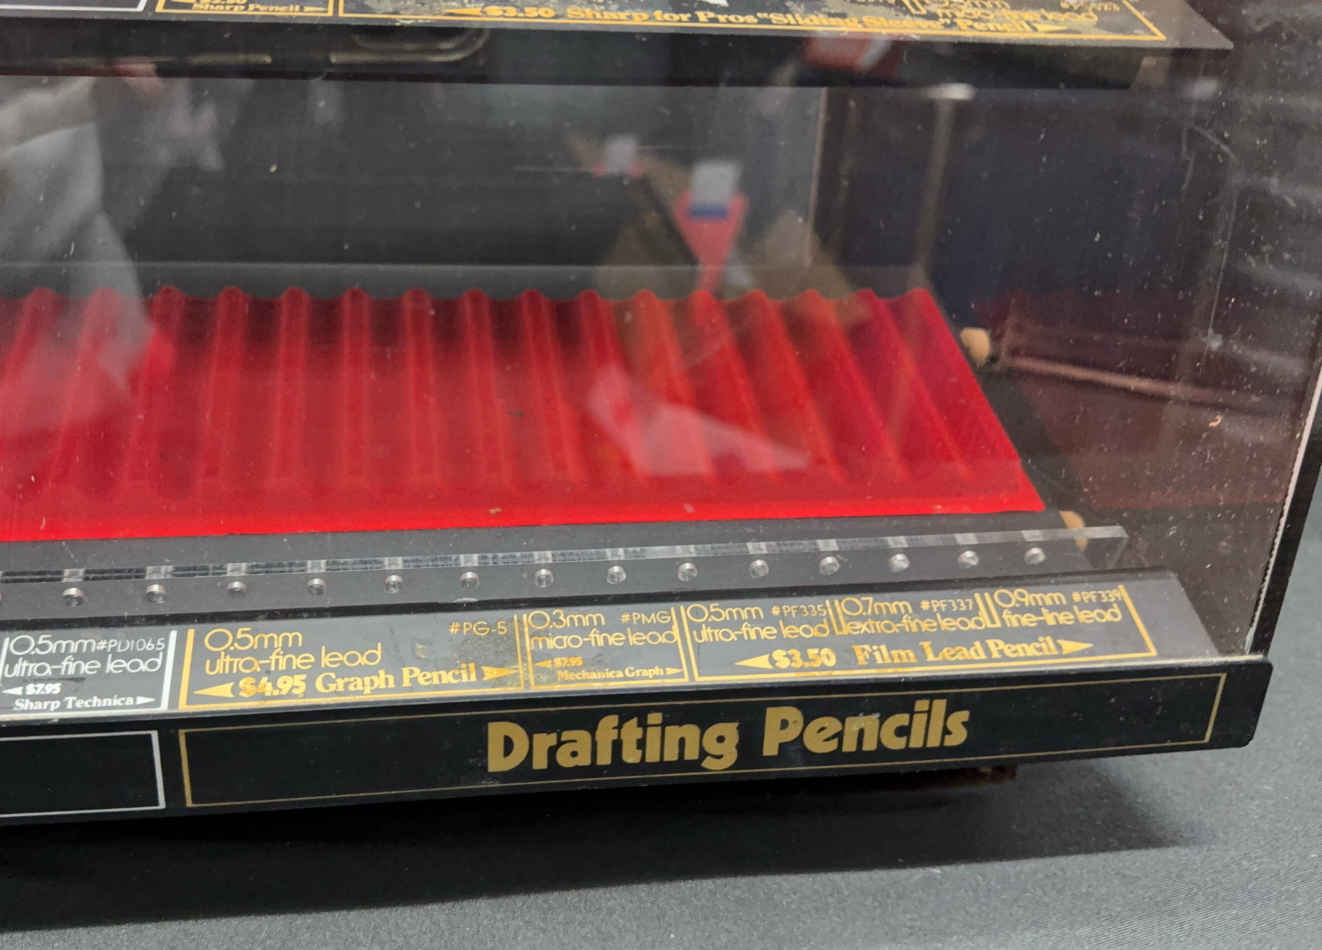 Sharp Pencil
$3.50 Sharp for Pros "Sliding Sleeve" Pencil
0.5mm #PD1065
ultra-fine lead
$7.95
Sharp Technica
0.5mm #PG-5
ultra-fine lead
$4.95 Graph Pencil
0.3mm #PMG
micro-fine lead
$7.95
Mechanica Graph
0.5mm #PF335
ultra-fine lead
0.7mm #PF337
extra-fine lead
0.9mm #PF339
fine-line lead
$3.50 Film Lead Pencil
Drafting Pencils